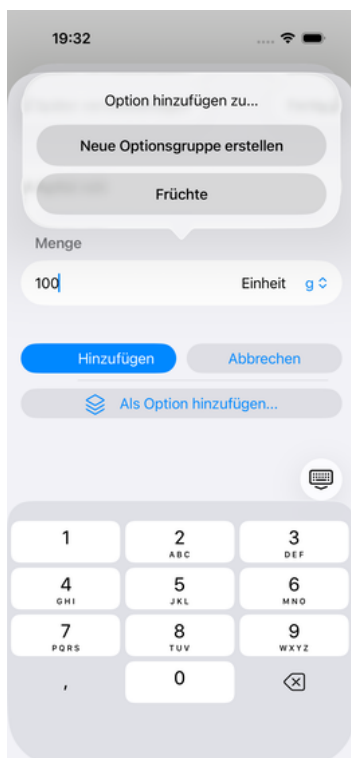 19:32
Option hinzufügen zu...
Neue Optionsgruppe erstellen
Früchte
Menge
100
Einheit g
Hinzufügen
Abbrechen
Als Option hinzufügen...
1
2
ABC
3
DEF
4
GHI
5
JKL
6
MNO
7
PQRS
8
TUV
9
WXYZ
,
0